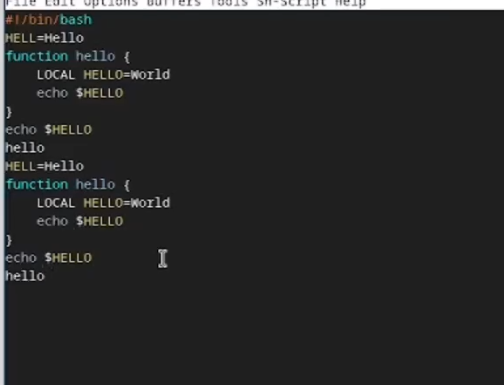 File Edit Options Buffers Tools Sh-Script Help
#!/bin/bash
HELL=Hello
function hello {
    LOCAL HELLO=World
    echo $HELLO
}
echo $HELLO
hello
HELL=Hello
function hello {
    LOCAL HELLO=World
    echo $HELLO
}
echo $HELLO
hello